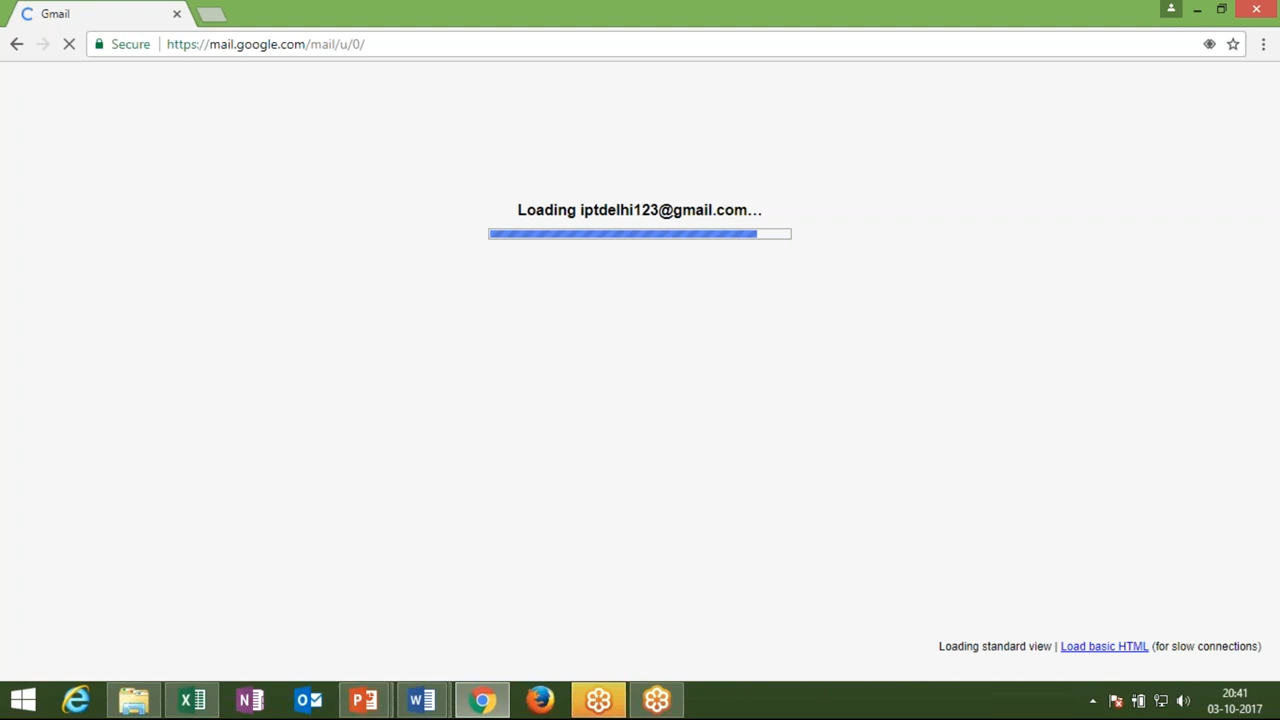 Gmail
Secure
https://mail.google.com/mail/u/0/
Loading iptdelhi123@gmail.com…
Loading standard view | Load basic HTML (for slow connections)
20:41
03-10-2017